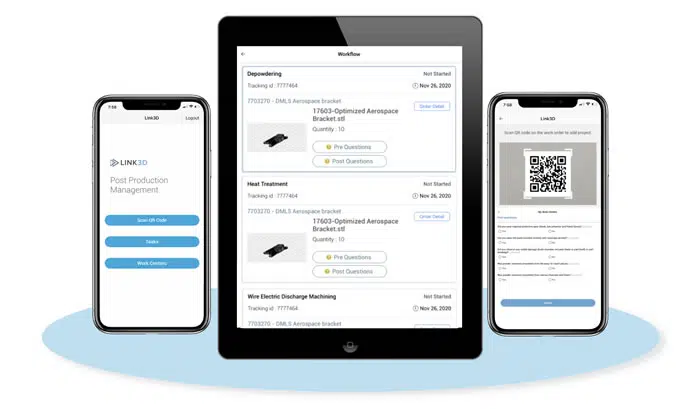 7:58
Link3D
Logout
LINK3D
Post Production
Management
Scan QR Code
Tasks
Work Centers
Workflow
Depowdering
Not Started
Tracking id : 7777464
Nov 26, 2020
7703270 - DMLS Aerospace bracket
Order Detail
17603-Optimized Aerospace
Bracket.stl
Quantity : 10
Pre Questions
Post Questions
Heat Treatment
Not Started
Tracking id : 7777464
Nov 26, 2020
7703270 - DMLS Aerospace bracket
Order Detail
17603-Optimized Aerospace
Bracket.stl
Quantity : 10
Pre Questions
Post Questions
Wire Electric Discharge Machining
Not Started
Tracking id : 7777464
Nov 26, 2020
7703270 - DMLS Aerospace bracket
7:58
Link3D
Scan QR code on the work order to add project